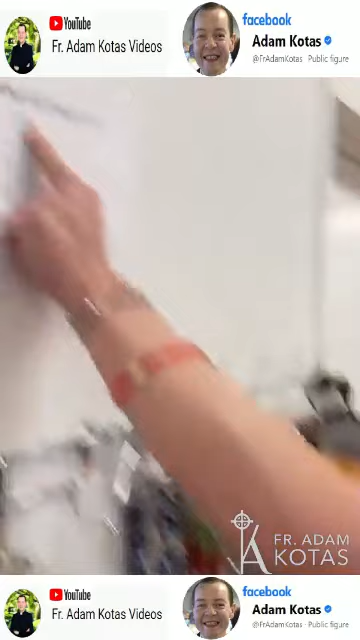 YouTube
Fr. Adam Kotas Videos
facebook
Adam Kotas
@FrAdamKotas · Public figure
FR. ADAM
KOTAS
YouTube
Fr. Adam Kotas Videos
facebook
Adam Kotas
@FrAdamKotas · Public figure